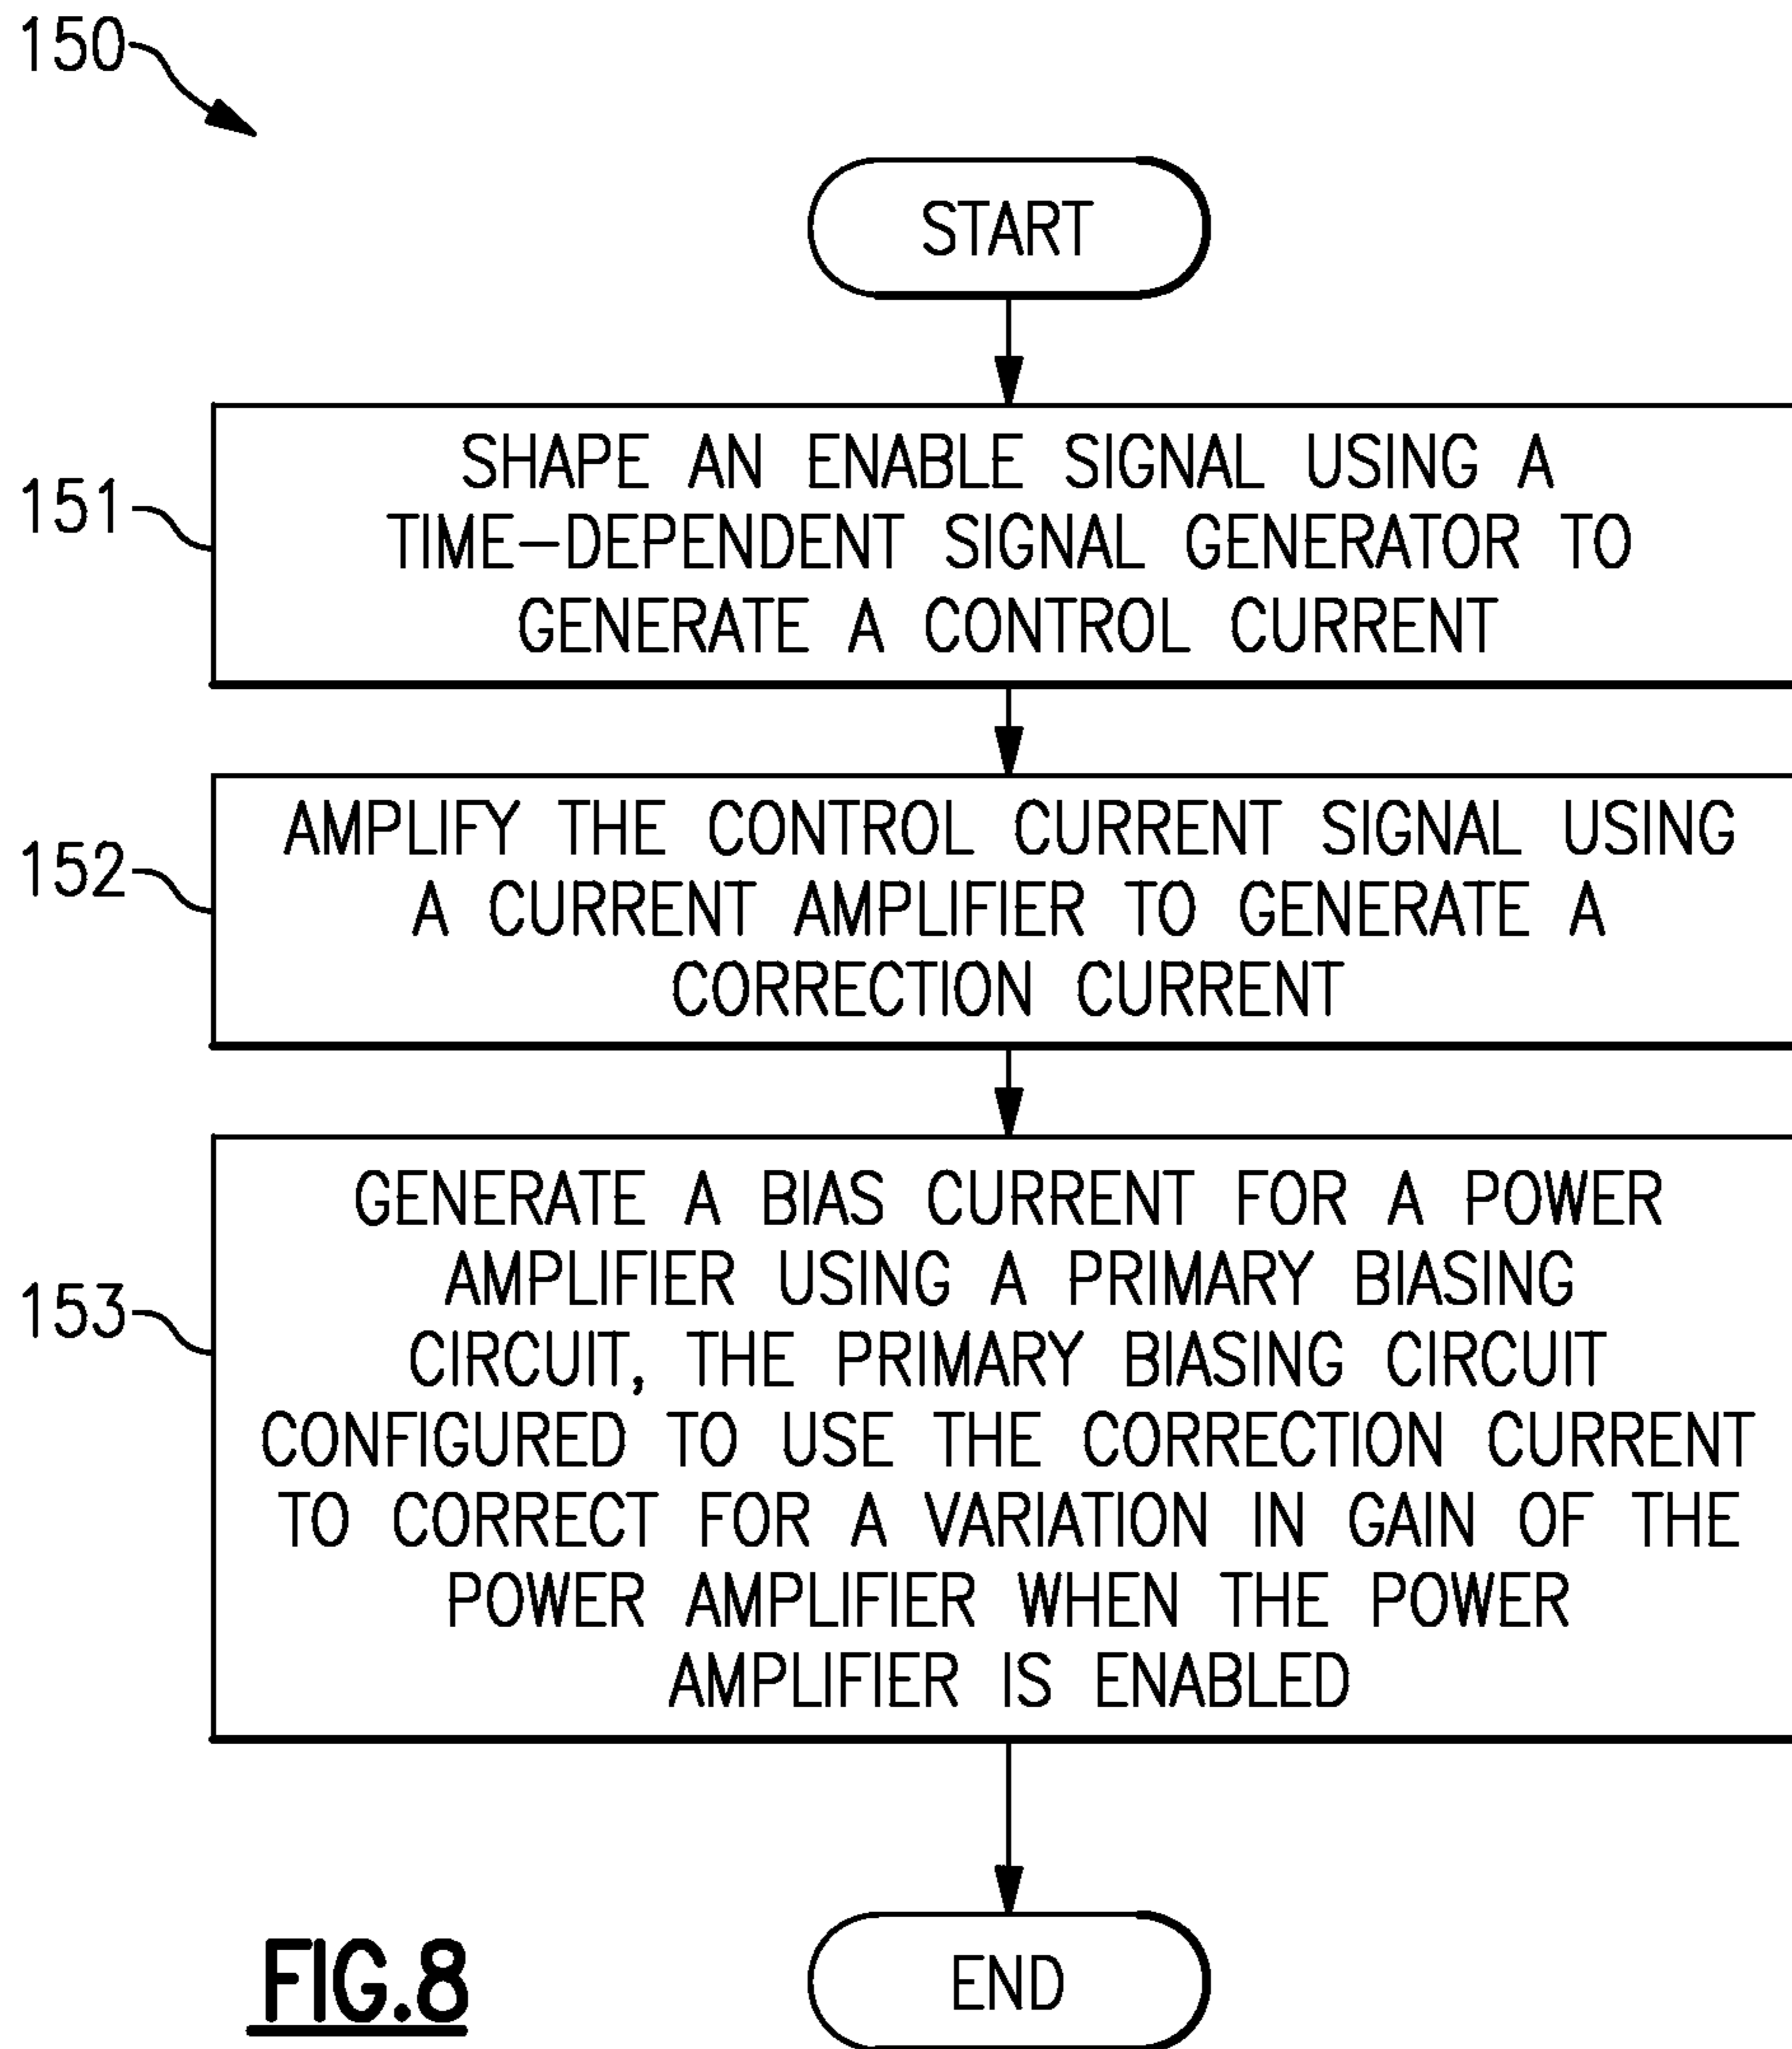 150
START
151
SHAPE AN ENABLE SIGNAL USING A
TIME-DEPENDENT SIGNAL GENERATOR TO
GENERATE A CONTROL CURRENT
152
AMPLIFY THE CONTROL CURRENT SIGNAL USING
A CURRENT AMPLIFIER TO GENERATE A
CORRECTION CURRENT
153
GENERATE A BIAS CURRENT FOR A POWER
AMPLIFIER USING A PRIMARY BIASING
CIRCUIT, THE PRIMARY BIASING CIRCUIT
CONFIGURED TO USE THE CORRECTION CURRENT
TO CORRECT FOR A VARIATION IN GAIN OF THE
POWER AMPLIFIER WHEN THE POWER
AMPLIFIER IS ENABLED
END
FIG.8